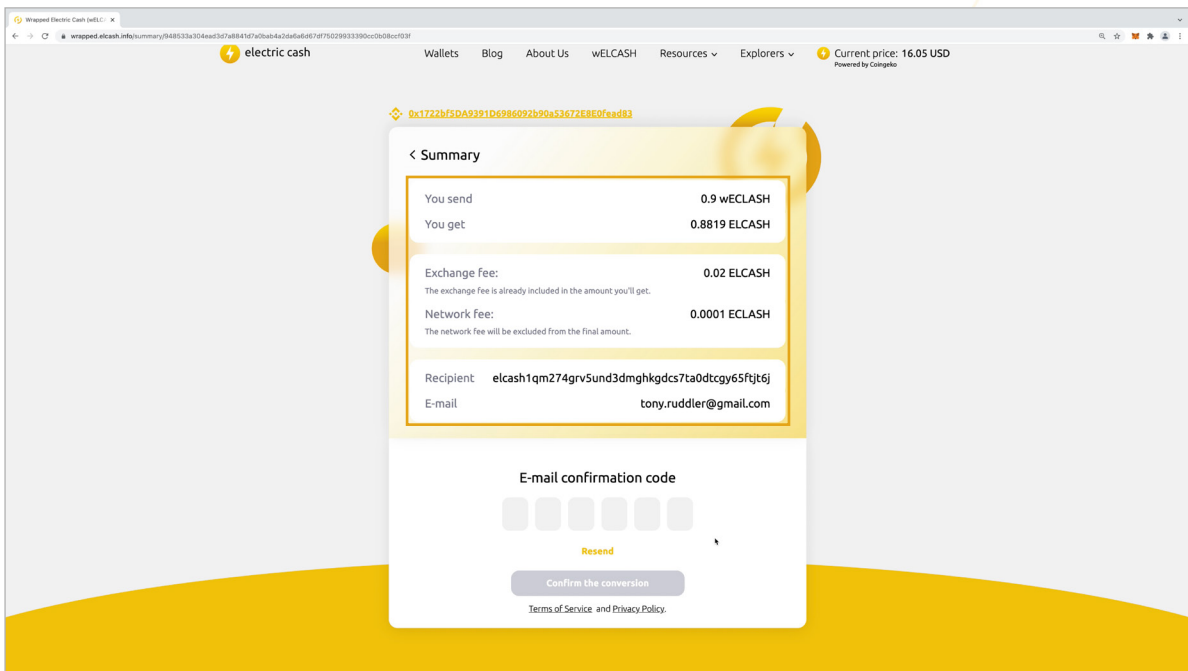 Wrapped Electric Cash (wELC
wrapped.elcash.info/summary/948533a304ead3d7a8841d7a0bab4a2da6a6d67df75029933390cc0b08ccf03f
electric cash Wallets Blog About Us wELCASH Resources Explorers Current price: 16.05 USD
Powered by Coingeko
0x1722bf5DA9391D6986092b90a53672E8E0fead83
< Summary
You send 0.9 wECLASH
You get 0.8819 ELCASH
Exchange fee: 0.02 ELCASH
The exchange fee is already included in the amount you'll get.
Network fee: 0.0001 ECLASH
The network fee will be excluded from the final amount.
Recipient elcash1qm274grv5und3dmghkgdcs7ta0dtcgy65ftjt6j
E-mail tony.ruddler@gmail.com
E-mail confirmation code
Resend
Confirm the conversion
Terms of Service and Privacy Policy.